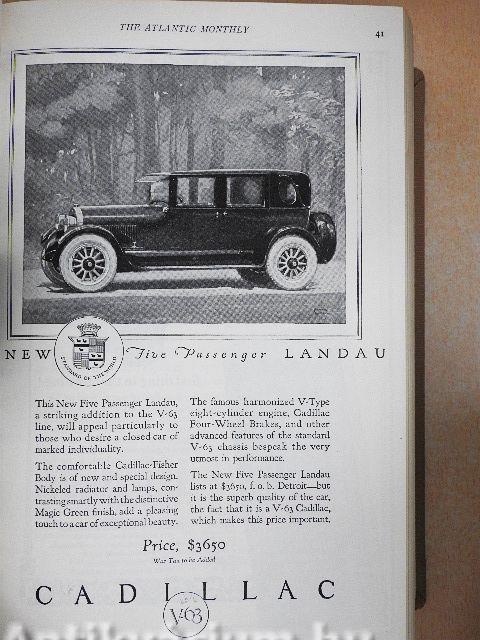 THE ATLANTIC MONTHLY
41
NEW Five Passenger LANDAU
STANDARD OF THE WORLD
This New Five Passenger Landau,
a striking addition to the V-63
line, will appeal particularly to
those who desire a closed car of
marked individuality.
The comfortable Cadillac-Fisher
Body is of new and special design.
Nickeled radiator and lamps, con-
trasting smartly with the distinctive
Magic Green finish, add a pleasing
touch to a car of exceptional beauty.
The famous harmonized V-Type
eight-cylinder engine, Cadillac
Four-Wheel Brakes, and other
advanced features of the standard
V-63 chassis bespeak the very
utmost in performance.
The New Five Passenger Landau
lists at $3650, f. o. b. Detroit—but
it is the superb quality of the car,
the fact that it is a V-63 Cadillac,
which makes this price important.
Price, $3650
War Tax to be Added
CADILLAC
V-63